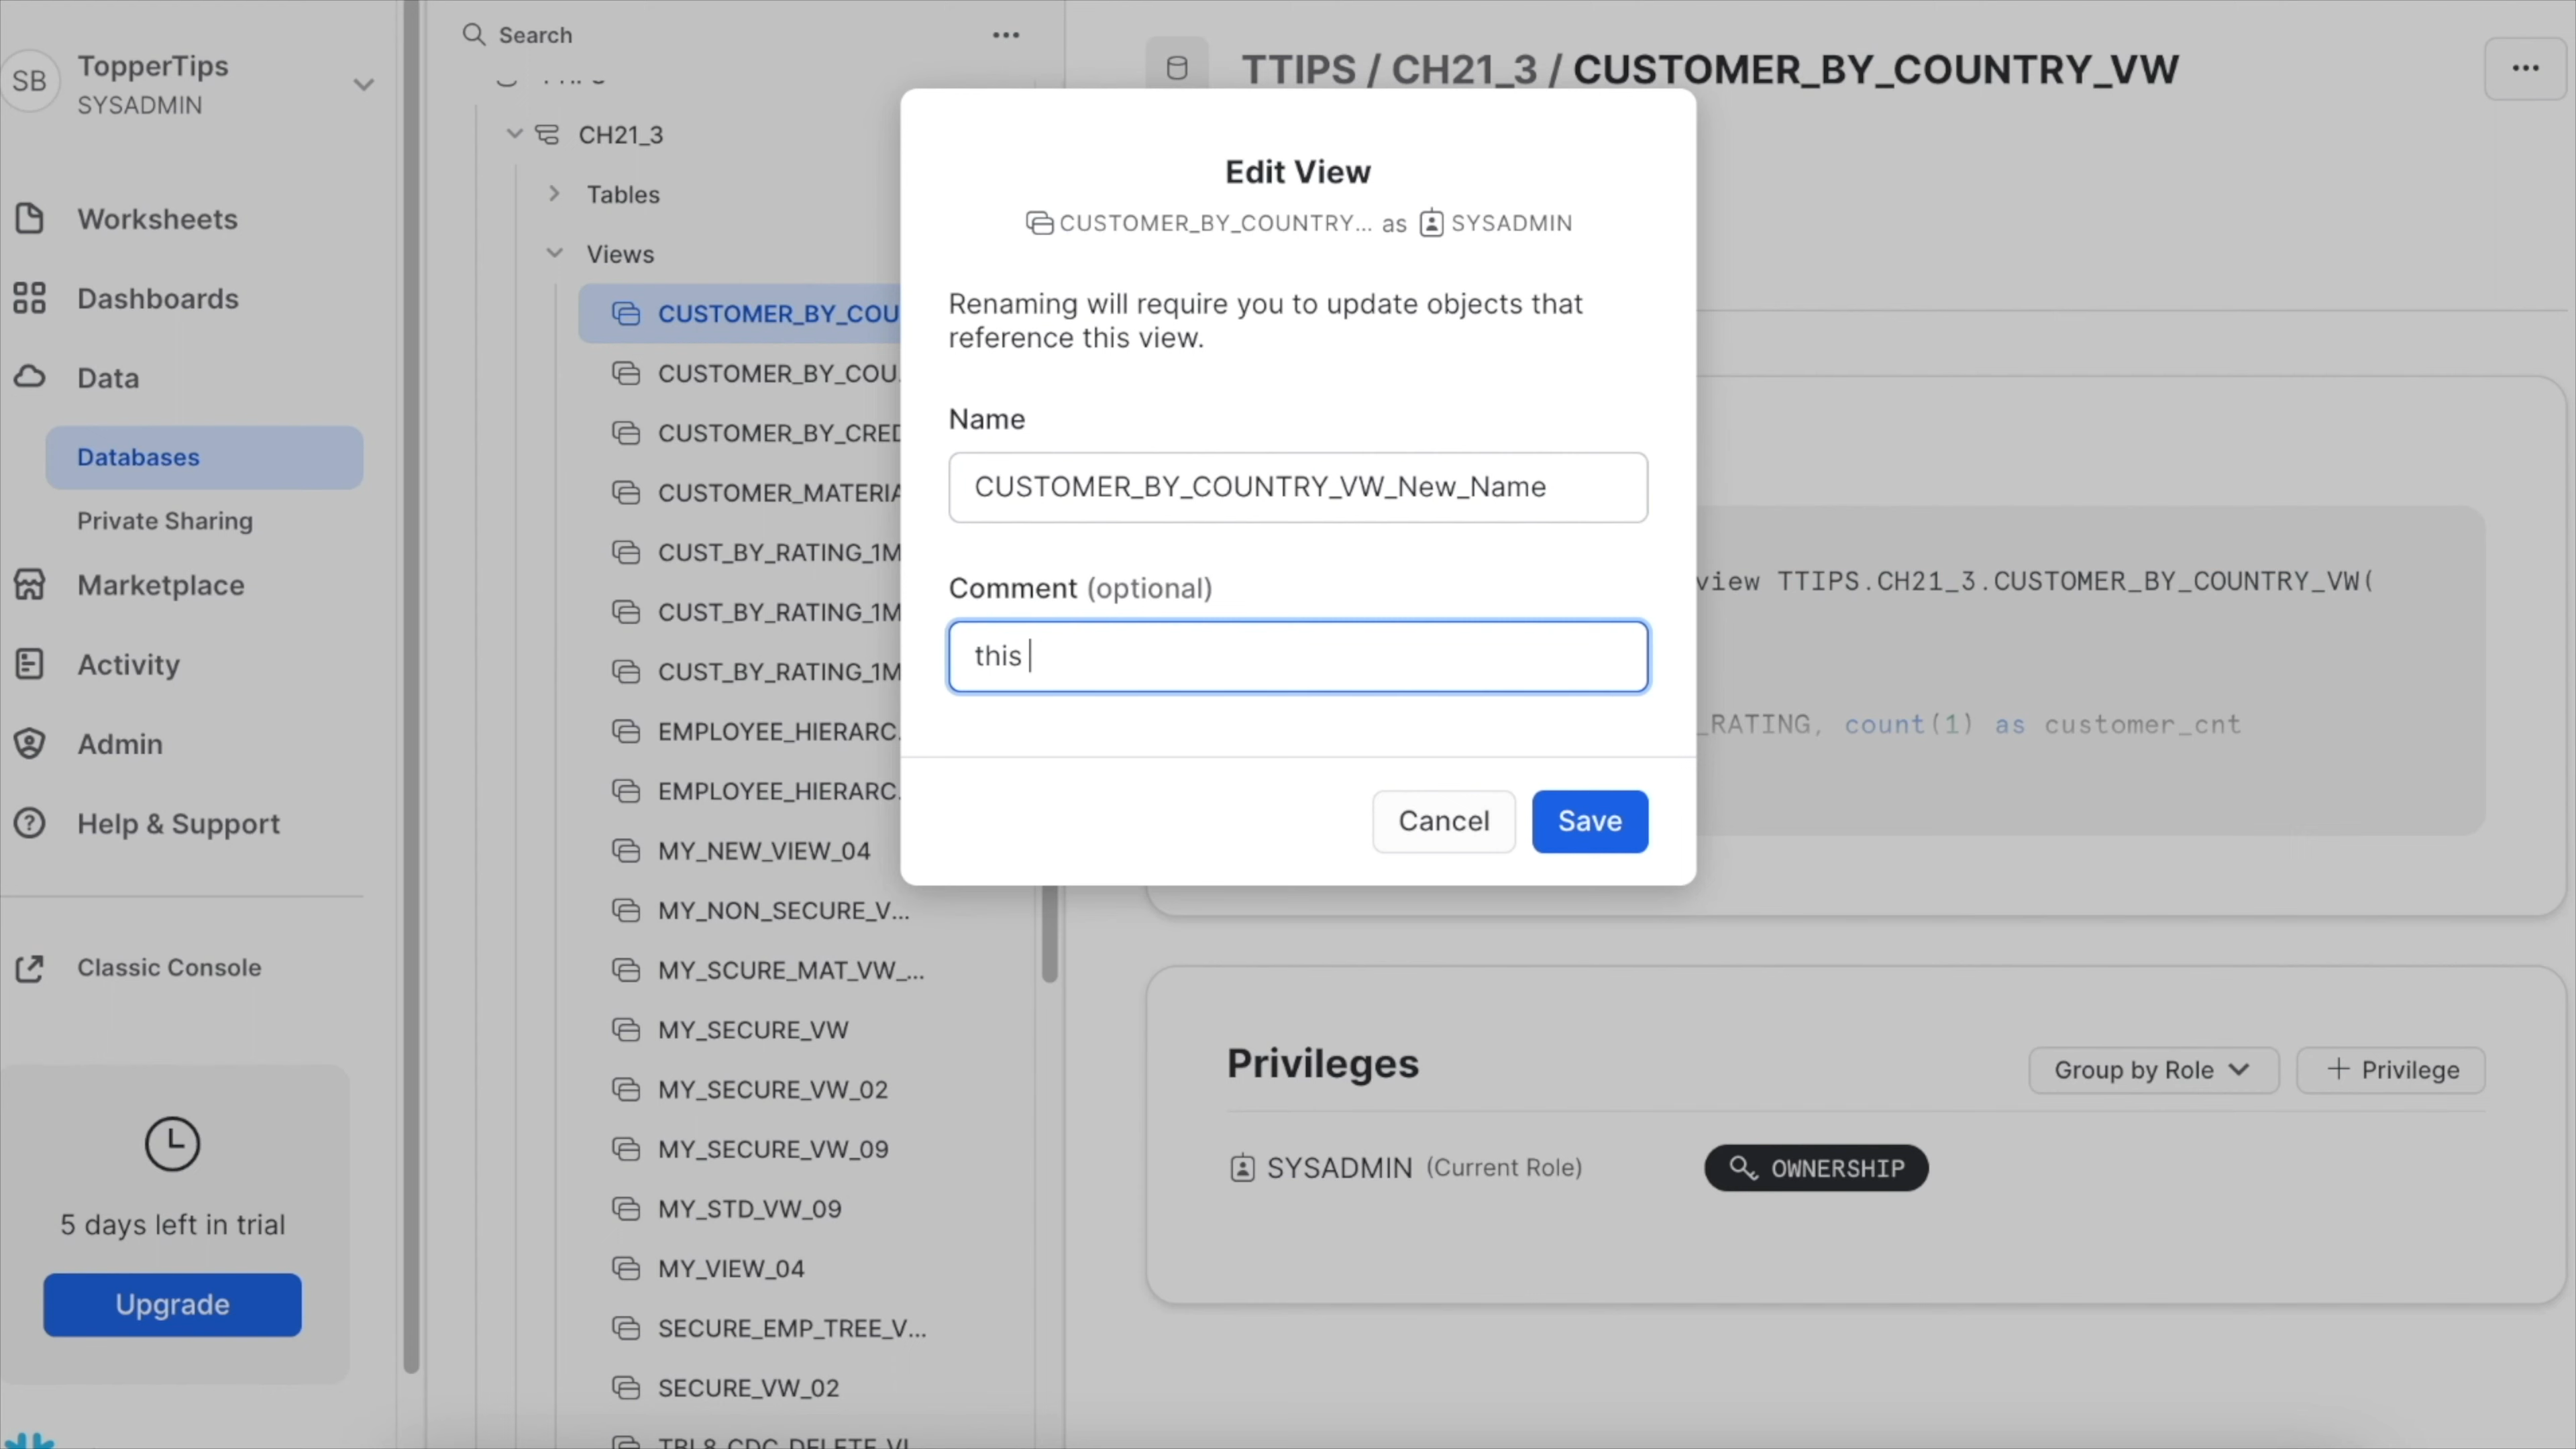 SB
TopperTips
SYSADMIN
Worksheets
Dashboards
Data
Databases
Private Sharing
Marketplace
Activity
Admin
Help & Support
Classic Console
5 days left in trial
Upgrade
Search
CH21_3
Tables
Views
CUSTOMER_BY_COU
CUSTOMER_BY_COU
CUSTOMER_BY_CRED
CUSTOMER_MATERIA
CUST_BY_RATING_1M
CUST_BY_RATING_1M
CUST_BY_RATING_1M
EMPLOYEE_HIERARC
EMPLOYEE_HIERARC
MY_NEW_VIEW_04
MY_NON_SECURE_V...
MY_SCURE_MAT_VW_...
MY_SECURE_VW
MY_SECURE_VW_02
MY_SECURE_VW_09
MY_STD_VW_09
MY_VIEW_04
SECURE_EMP_TREE_V...
SECURE_VW_02
TTIPS / CH21_3 / CUSTOMER_BY_COUNTRY_VW
Edit View
CUSTOMER_BY_COUNTRY... as SYSADMIN
Renaming will require you to update objects that
reference this view.
Name
CUSTOMER_BY_COUNTRY_VW_New_Name
Comment (optional)
this
Cancel
Save
view TTIPS.CH21_3.CUSTOMER_BY_COUNTRY_VW(
_RATING, count(1) as customer_cnt
Privileges
Group by Role
+ Privilege
SYSADMIN (Current Role)
OWNERSHIP